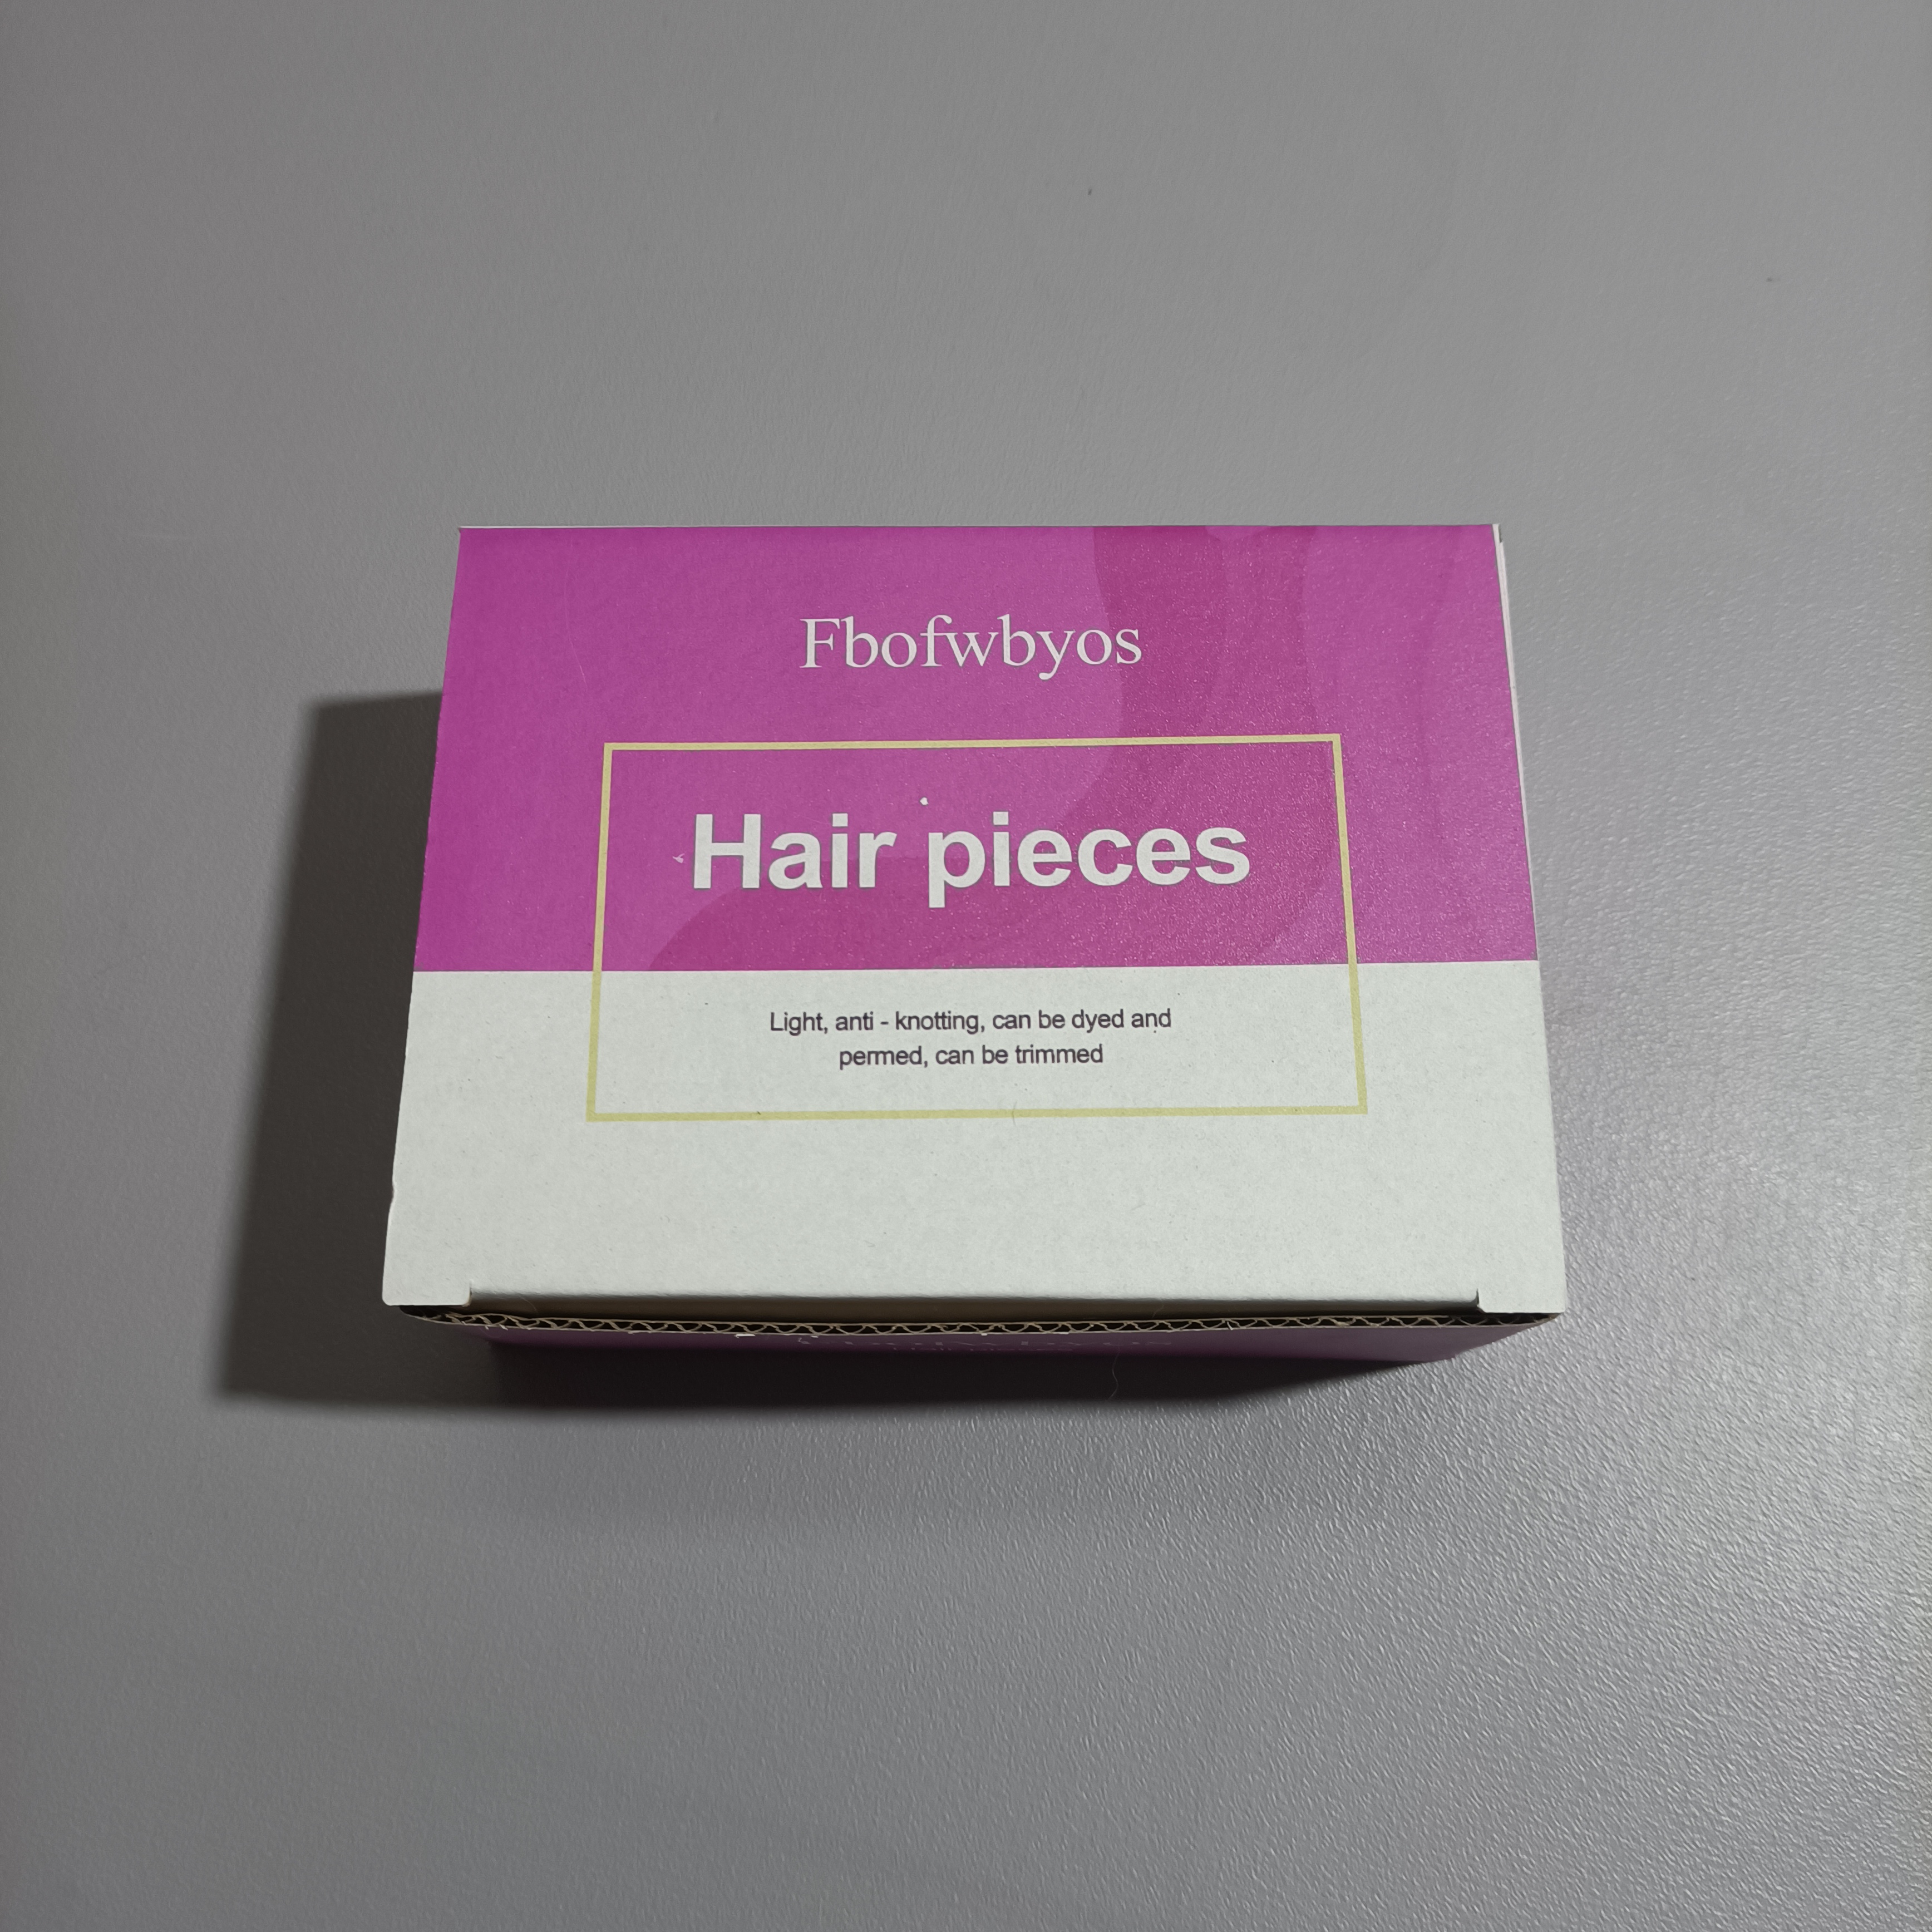 Fbofwbyos
Hair pieces
Light, anti - knotting, can be dyed and
permed, can be trimmed